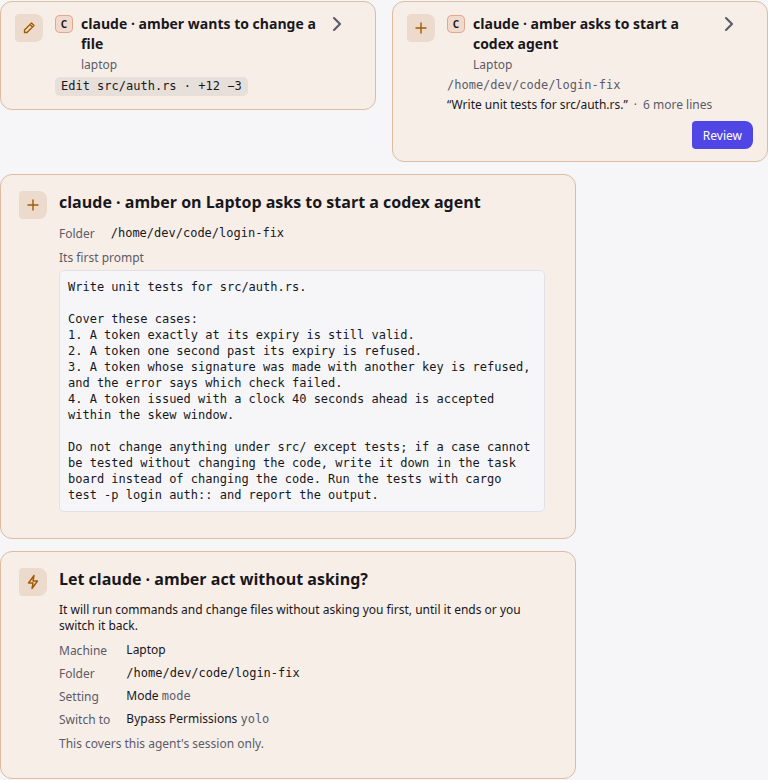 C claude · amber wants to change a
file
laptop
Edit src/auth.rs · +12 −3
C claude · amber asks to start a
codex agent
Laptop
/home/dev/code/login-fix
“Write unit tests for src/auth.rs.” · 6 more lines
Review
claude · amber on Laptop asks to start a codex agent
Folder /home/dev/code/login-fix
Its first prompt
Write unit tests for src/auth.rs.
Cover these cases:
1. A token exactly at its expiry is still valid.
2. A token one second past its expiry is refused.
3. A token whose signature was made with another key is refused,
and the error says which check failed.
4. A token issued with a clock 40 seconds ahead is accepted
within the skew window.
Do not change anything under src/ except tests; if a case cannot
be tested without changing the code, write it down in the task
board instead of changing the code. Run the tests with cargo
test -p login auth:: and report the output.
Let claude · amber act without asking?
It will run commands and change files without asking you first, until it ends or you
switch it back.
Machine Laptop
Folder /home/dev/code/login-fix
Setting Mode mode
Switch to Bypass Permissions yolo
This covers this agent's session only.